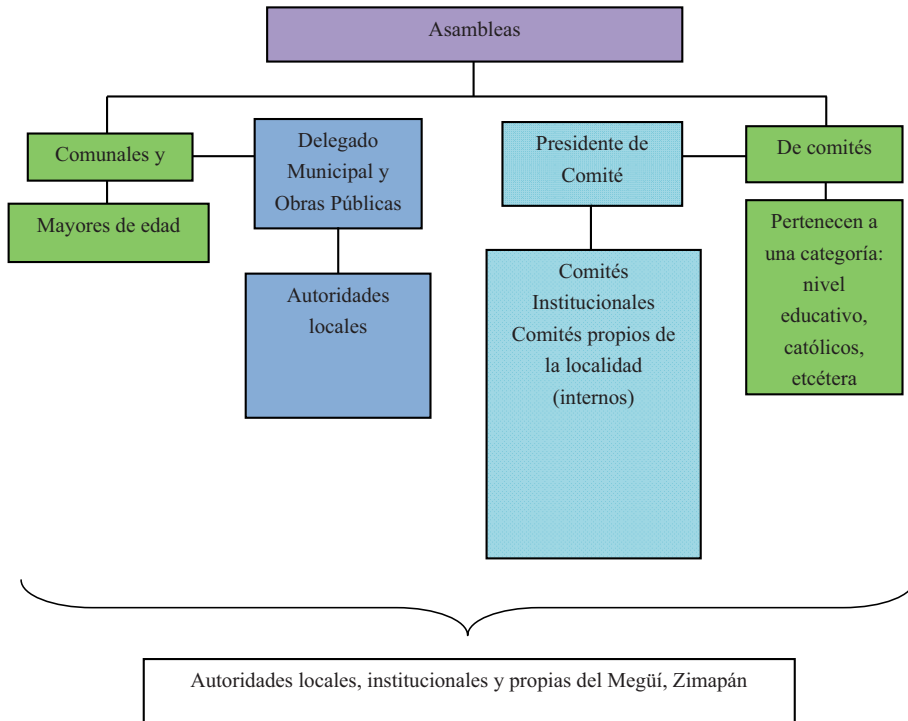 Asambleas
Comunales y
Mayores de edad
Delegado
Municipal y
Obras Públicas
Autoridades
locales
Presidente de
Comité
Comités
Institucionales
Comités propios de
la localidad
(internos)
De comités
Pertenecen a
una categoría:
nivel
educativo,
católicos,
etcétera
Autoridades locales, institucionales y propias del Megüí, Zimapán